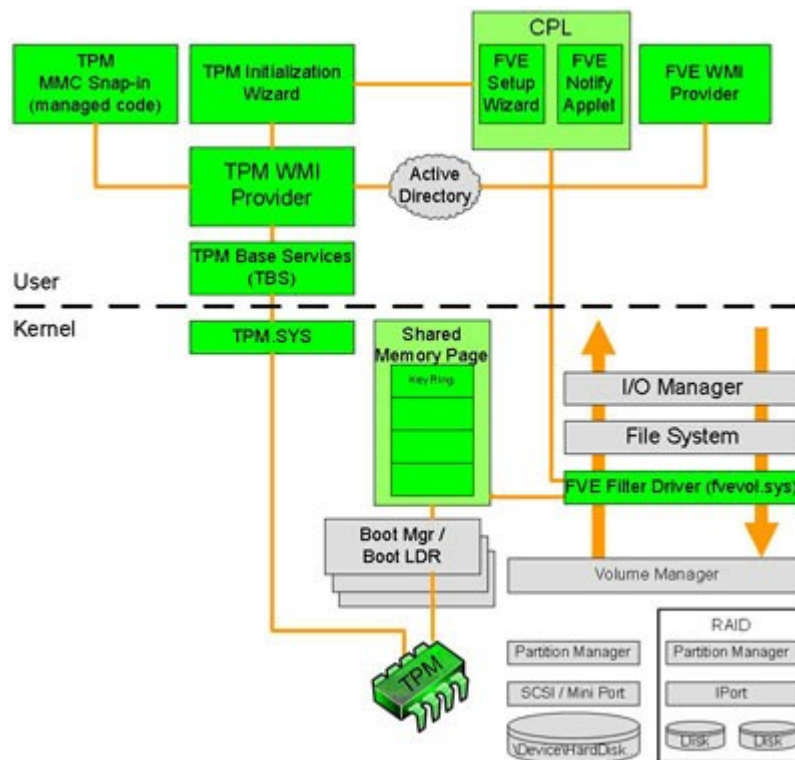 CPL
TPM
MMC Snap-in
(managed code)
TPM Initialization
Wizard
FVE
Setup
Wizard
FVE
Notify
Applet
FVE WMI
Provider
TPM WMI
Provider
Active
Directory
TPM Base Services
(TBS)
User
Kernel
TPM.SYS
Shared
Memory Page
KeyRing
I/O Manager
File System
FVE Filter Driver (fvevol.sys)
Boot Mgr /
Boot LDR
Volume Manager
TPM
RAID
Partition Manager
Partition Manager
SCSI / Mini Port
IPort
\Device\HardDisk.
Disk
Disk